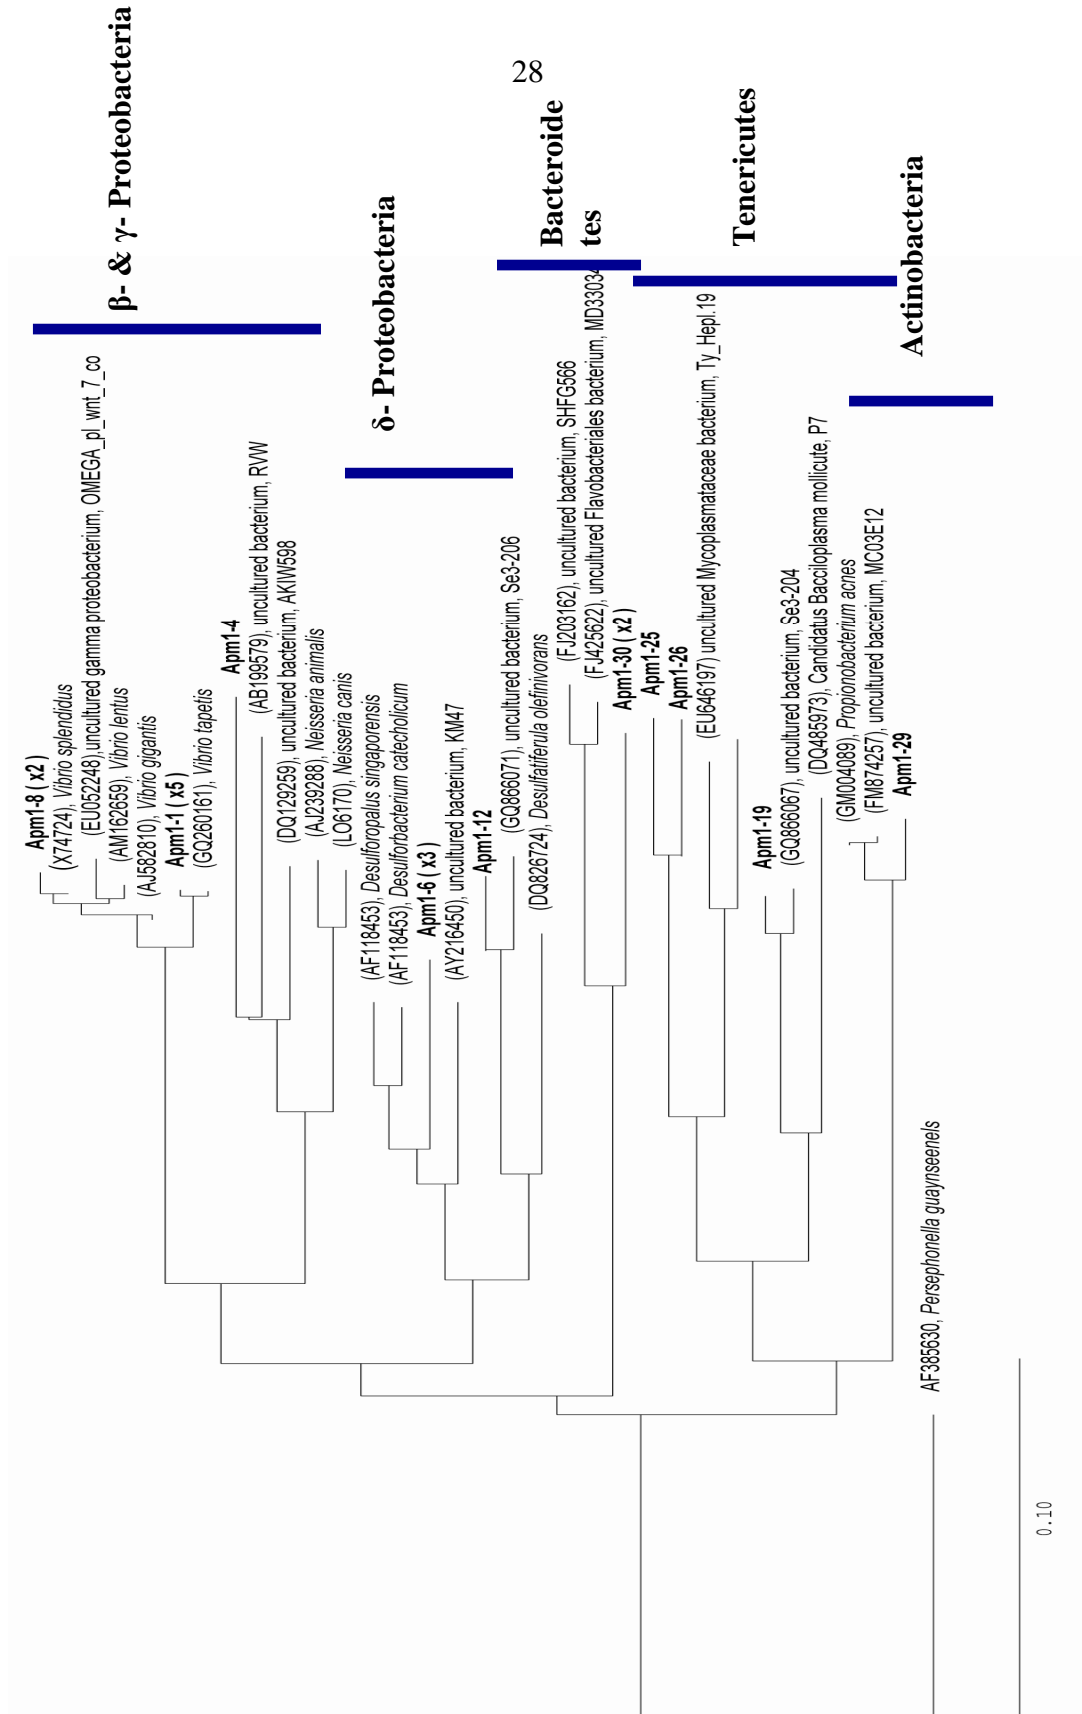 28
β- & γ- Proteobacteria
δ- Proteobacteria
Bacteroide
tes
Tenericutes
Actinobacteria
Apm1-8 ( x2 )
(X74724), Vibrio splendidus
(EU052248),uncultured gamma proteobacterium, OMEGA_pl_wnt_7_co
(AM162659), Vibrio lentus
(AJ582810), Vibrio gigantis
Apm1-1 ( x5 )
(GQ260161), Vibrio tapetis
Apm1-4
(AB199579), uncultured bacterium, RVW
(DQ129259), uncultured bacterium, AKIW598
(AJ239288), Neisseria animalis
(LO6170), Neisseria canis
(AF118453), Desulforopalus singaporensis
(AF118453), Desulforbacterium catecholicum
Apm1-6 ( x3 )
(AY216450), uncultured bacterium, KM47
Apm1-12
(GQ866071), uncultured bacterium, Se3-206
(DQ826724), Desulfatiferula olefinivorans
(FJ203162), uncultured bacterium, SHFG566
(FJ425622), uncultured Flavobacteriales bacterium, MD33034
Apm1-30 ( x2 )
Apm1-25
Apm1-26
(EU646197) uncultured Mycoplasmataceae bacterium, Ty_Hepl.19
Apm1-19
(GQ866067), uncultured bacterium, Se3-204
(DQ485973), Candidatus Bacciloplasma mollicute, P7
(GM004089), Propionobacterium acnes
(FM874257), uncultured bacterium, MC03E12
Apm1-29
AF385630, Persephonella guaynseenels
0.10